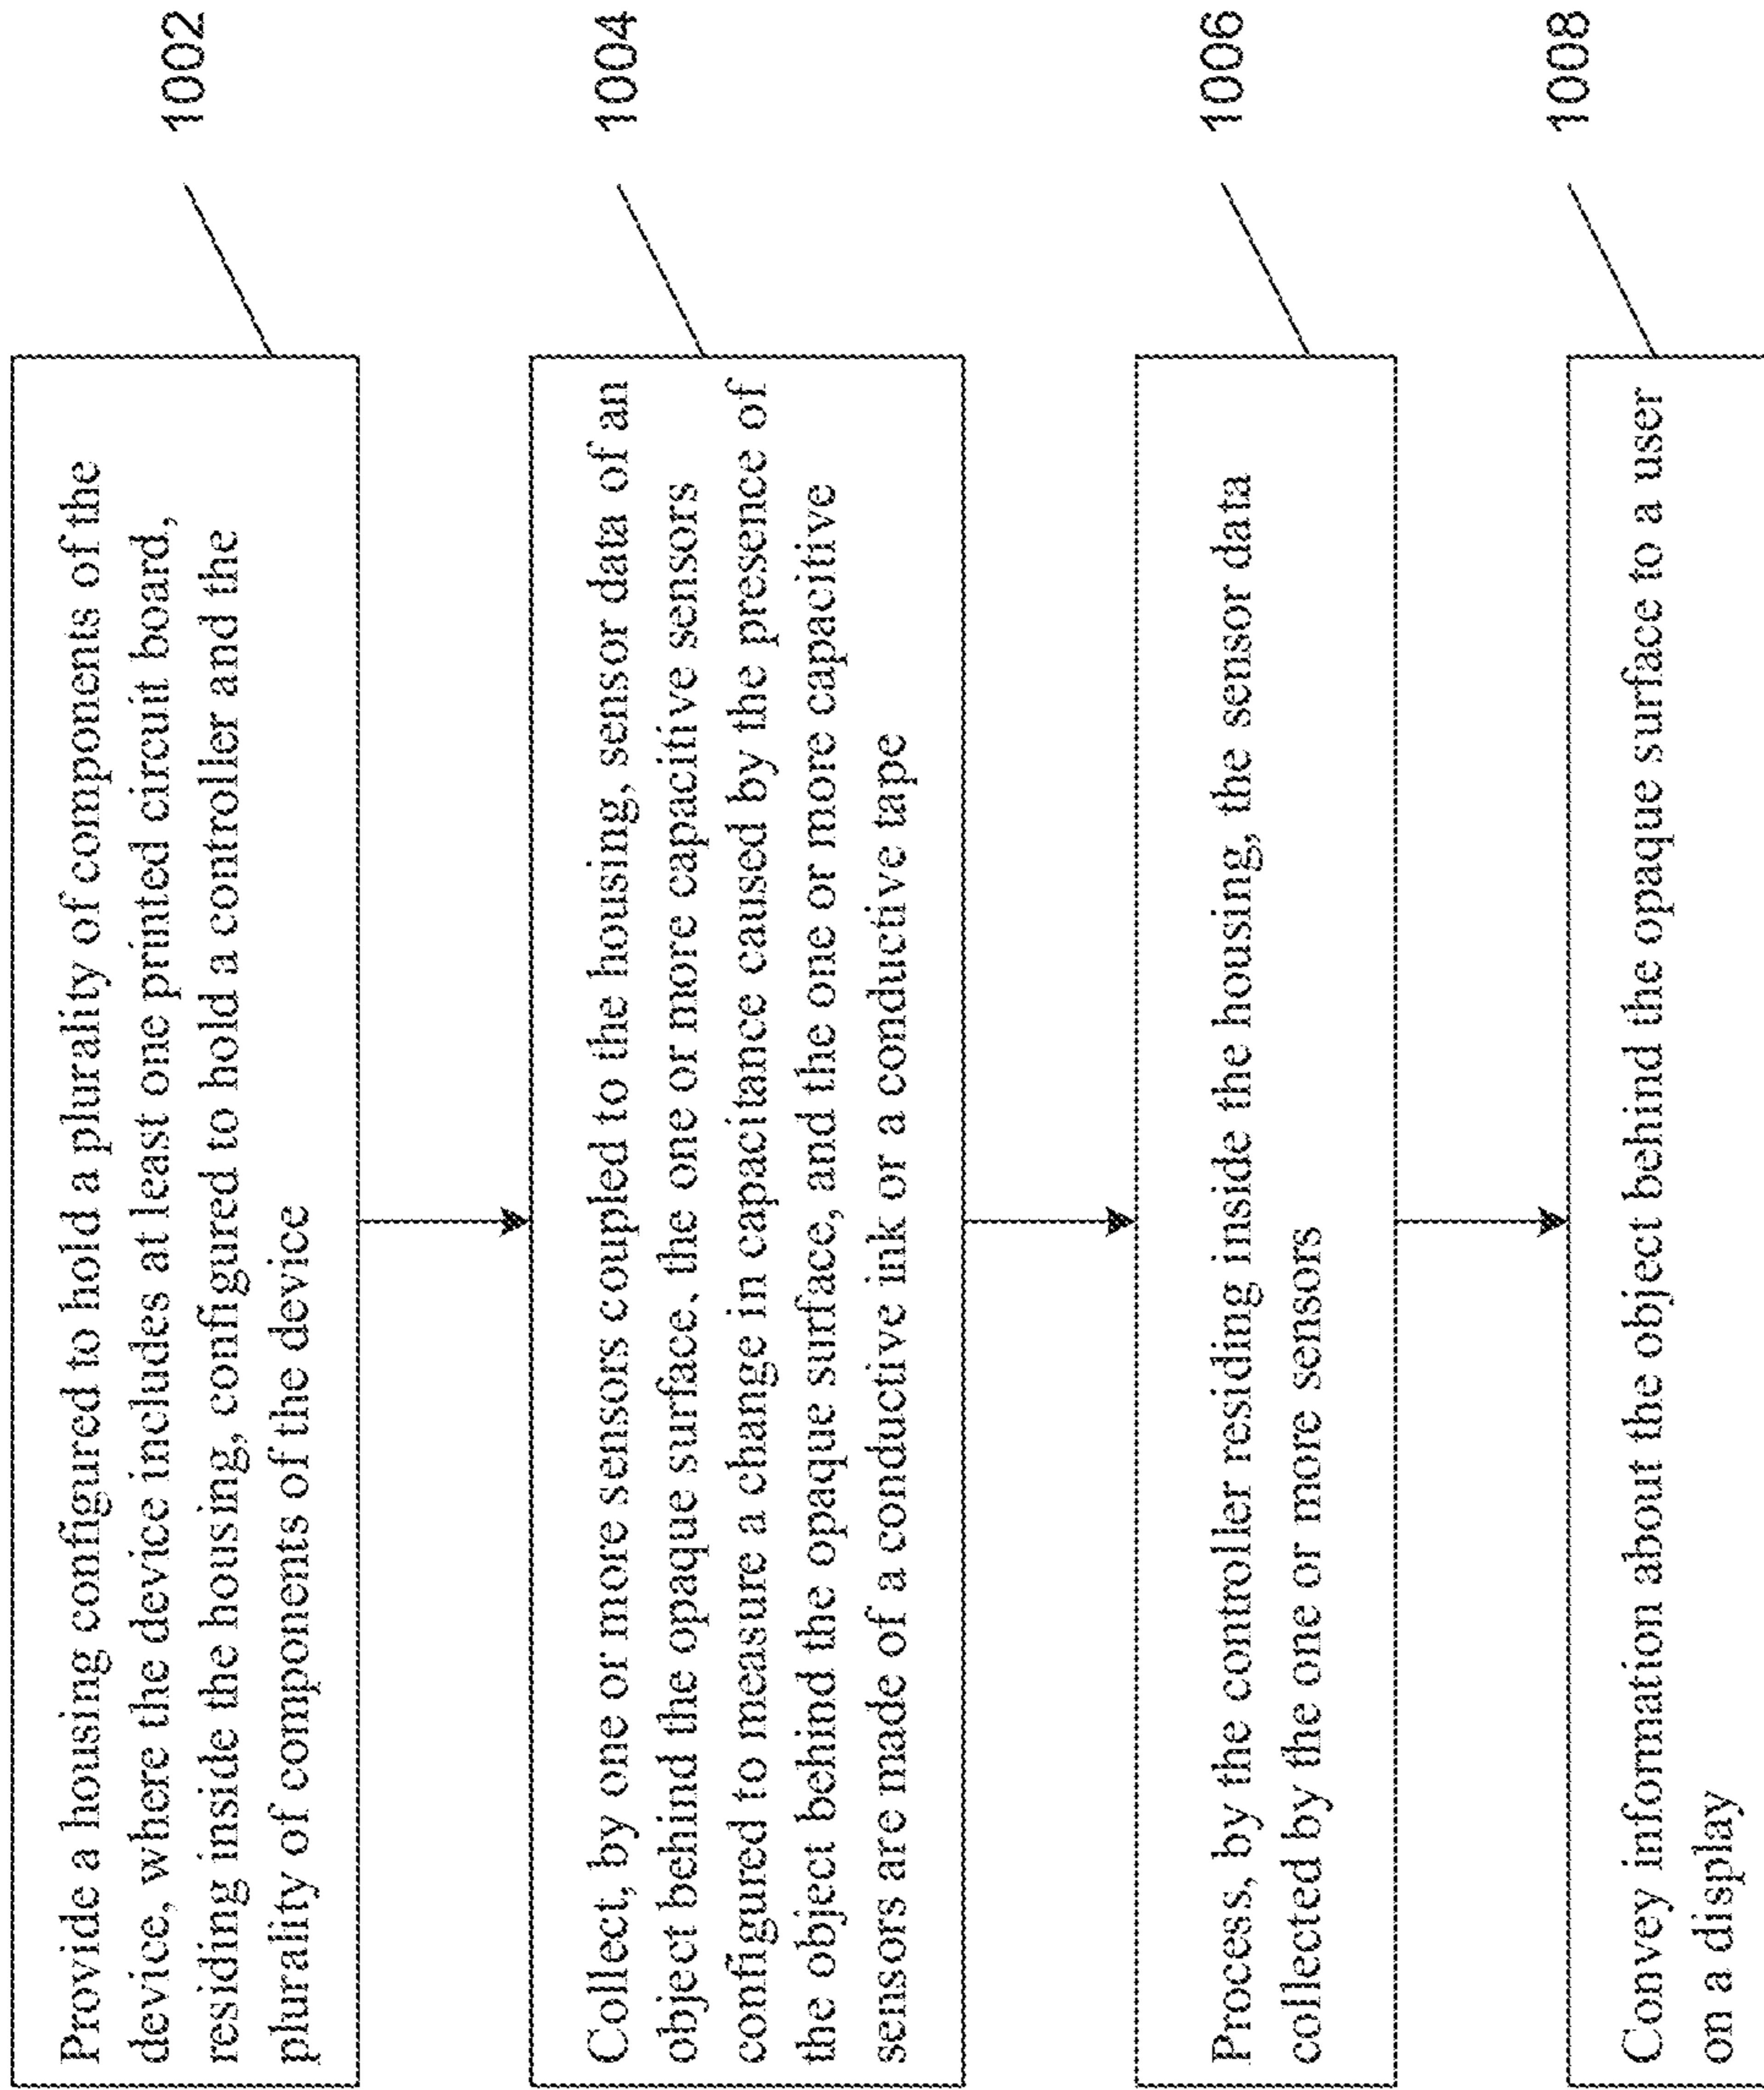 Provide a housing configured to hold a plurality of components of the
device, where the device includes at least one printed circuit board,
residing inside the housing, configured to hold a controller and the
plurality of components of the device
1002
Collect, by one or more sensors coupled to the housing, sensor data of an
object behind the opaque surface, the one or more capacitive sensors
configured to measure a change in capacitance caused by the presence of
the object behind the opaque surface, and the one or more capacitive
sensors are made of a conductive ink or a conductive tape
1004
Process, by the controller residing inside the housing, the sensor data
collected by the one or more sensors
1006
Convey information about the object behind the opaque surface to a user
on a display
1008